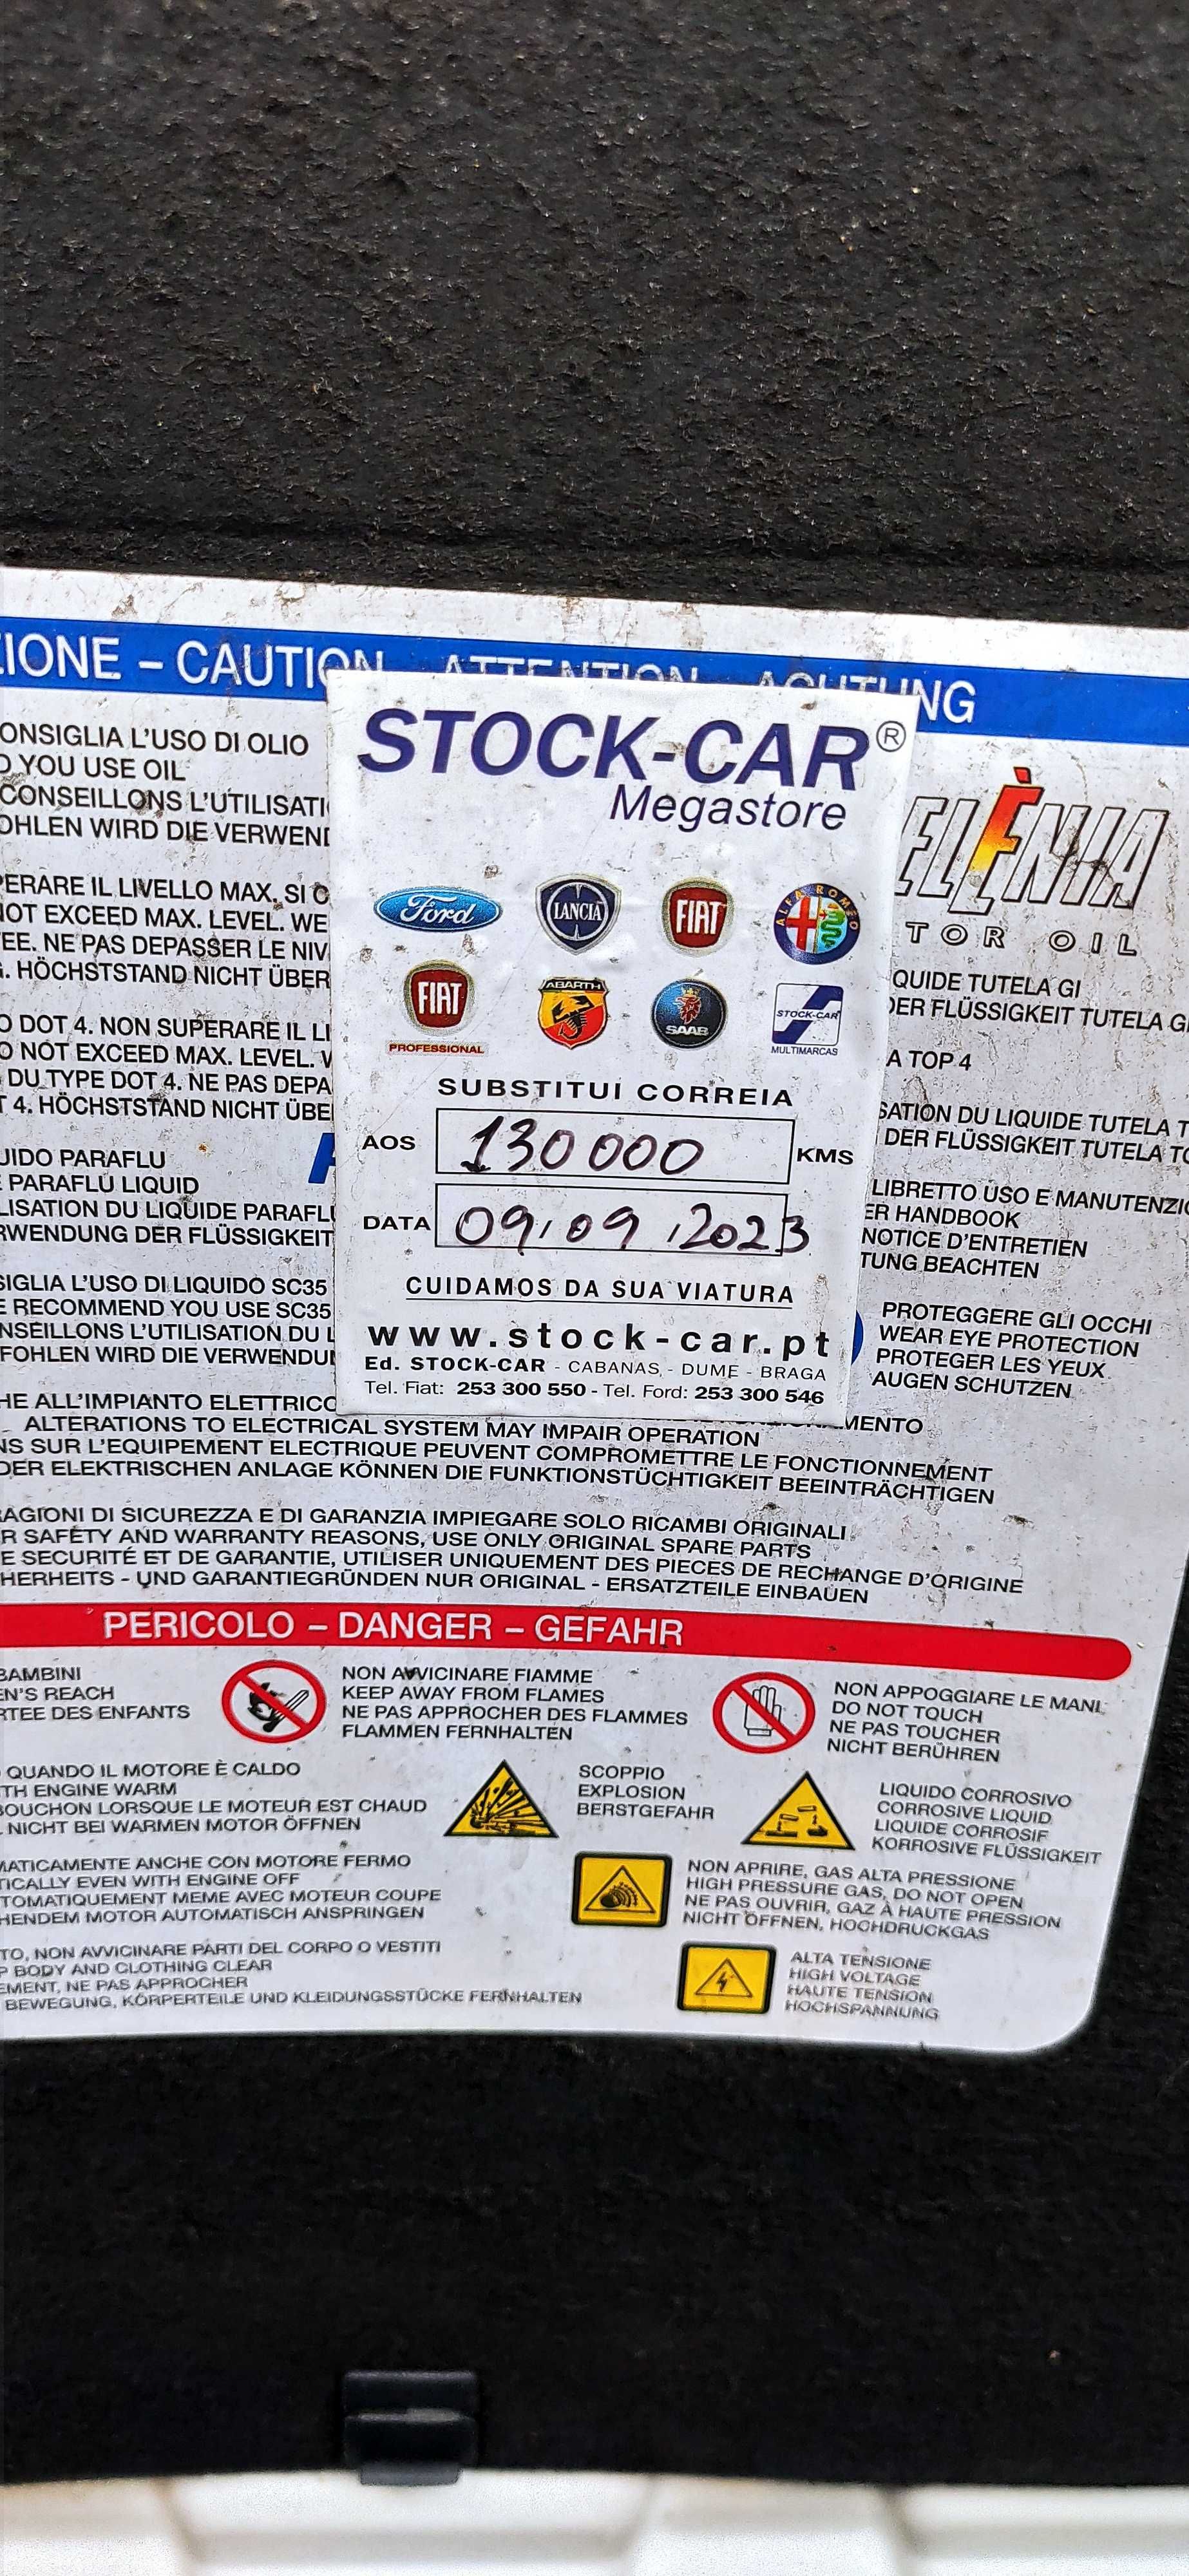 ZIONE – CAUTION – ATTENTION – ACHTUNG
ONSIGLIA L'USO DI OLIO
D YOU USE OIL
CONSEILLONS L'UTILISATI
OHLEN WIRD DIE VERWEND
ERARE IL LIVELLO MAX. SI C
NOT EXCEED MAX. LEVEL. WE
EE. NE PAS DEPASSER LE NIV
. HÖCHSTSTAND NICHT ÜBER
O DOT 4. NON SUPERARE IL LI
O NOT EXCEED MAX. LEVEL.
DU TYPE DOT 4. NE PAS DEPA
T 4. HÖCHSTSTAND NICHT ÜBE
UIDO PARAFLU
PARAFLU LIQUID
LISATION DU LIQUIDE PARAFLU
RWENDUNG DER FLÜSSIGKEIT
SIGLIA L'USO DI LIQUIDO SC35
E RECOMMEND YOU USE SC35
NSEILLONS L'UTILISATION DU L
FOHLEN WIRD DIE VERWENDU
STOCK-CAR®
Megastore
Ford
LANCIA
FIAT
ALFA ROMEO
FIAT
PROFESSIONAL
ABARTH
SAAB
STOCK-CAR
MULTIMARCAS
SUBSTITUI CORREIA
AOS 130 000 KMS
DATA 09/09/2023
CUIDAMOS DA SUA VIATURA
www.stock-car.pt
Ed. STOCK-CAR - CABANAS - DUME - BRAGA
Tel. Fiat: 253 300 550 - Tel. Ford: 253 300 546
ELÈNIA
TOR OIL
QUIDE TUTELA GI
DER FLÜSSIGKEIT TUTELA G
A TOP 4
SATION DU LIQUIDE TUTELA T
DER FLÜSSIGKEIT TUTELA TO
LIBRETTO USO E MANUTENZIO
ER HANDBOOK
NOTICE D'ENTRETIEN
TUNG BEACHTEN
PROTEGGERE GLI OCCHI
WEAR EYE PROTECTION
PROTEGER LES YEUX
AUGEN SCHUTZEN
HE ALL'IMPIANTO ELETTRICO
MENTO
ALTERATIONS TO ELECTRICAL SYSTEM MAY IMPAIR OPERATION
NS SUR L'EQUIPEMENT ELECTRIQUE PEUVENT COMPROMETTRE LE FONCTIONNEMENT
DER ELEKTRISCHEN ANLAGE KÖNNEN DIE FUNKTIONSTÜCHTIGKEIT BEEINTRÄCHTIGEN
RAGIONI DI SICUREZZA E DI GARANZIA IMPIEGARE SOLO RICAMBI ORIGINALI
R SAFETY AND WARRANTY REASONS, USE ONLY ORIGINAL SPARE PARTS
E SECURITÉ ET DE GARANTIE, UTILISER UNIQUEMENT DES PIECES DE RECHANGE D'ORIGINE
HERHEITS - UND GARANTIEGRÜNDEN NUR ORIGINAL - ERSATZTEILE EINBAUEN
PERICOLO – DANGER – GEFAHR
BAMBINI
EN'S REACH
RTEE DES ENFANTS
NON AVVICINARE FIAMME
KEEP AWAY FROM FLAMES
NE PAS APPROCHER DES FLAMMES
FLAMMEN FERNHALTEN
NON APPOGGIARE LE MANI
DO NOT TOUCH
NE PAS TOUCHER
NICHT BERÜHREN
QUANDO IL MOTORE È CALDO
TH ENGINE WARM
BOUCHON LORSQUE LE MOTEUR EST CHAUD
NICHT BEI WARMEN MOTOR ÖFFNEN
SCOPPIO
EXPLOSION
BERSTGEFAHR
LIQUIDO CORROSIVO
CORROSIVE LIQUID
LIQUIDE CORROSIF
KORROSIVE FLÜSSIGKEIT
MATICAMENTE ANCHE CON MOTORE FERMO
TICALLY EVEN WITH ENGINE OFF
TOMATIQUEMENT MEME AVEC MOTEUR COUPE
HENDEM MOTOR AUTOMATISCH ANSPRINGEN
NON APRIRE, GAS ALTA PRESSIONE
HIGH PRESSURE GAS, DO NOT OPEN
NE PAS OUVRIR, GAZ À HAUTE PRESSION
NICHT ÖFFNEN, HOCHDRUCKGAS
TO, NON AVVICINARE PARTI DEL CORPO O VESTITI
P BODY AND CLOTHING CLEAR
EMENT, NE PAS APPROCHER
BEWEGUNG, KÖRPERTEILE UND KLEIDUNGSSTÜCKE FERNHALTEN
ALTA TENSIONE
HIGH VOLTAGE
HAUTE TENSION
HOCHSPANNUNG